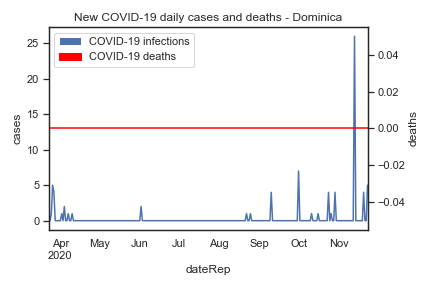 New COVID-19 daily cases and deaths - Dominica
COVID-19 infections
COVID-19 deaths
25
20
15
10
5
0
cases
0.04
0.02
0.00
−0.02
−0.04
deaths
Apr May Jun Jul Aug Sep Oct Nov
2020
dateRep